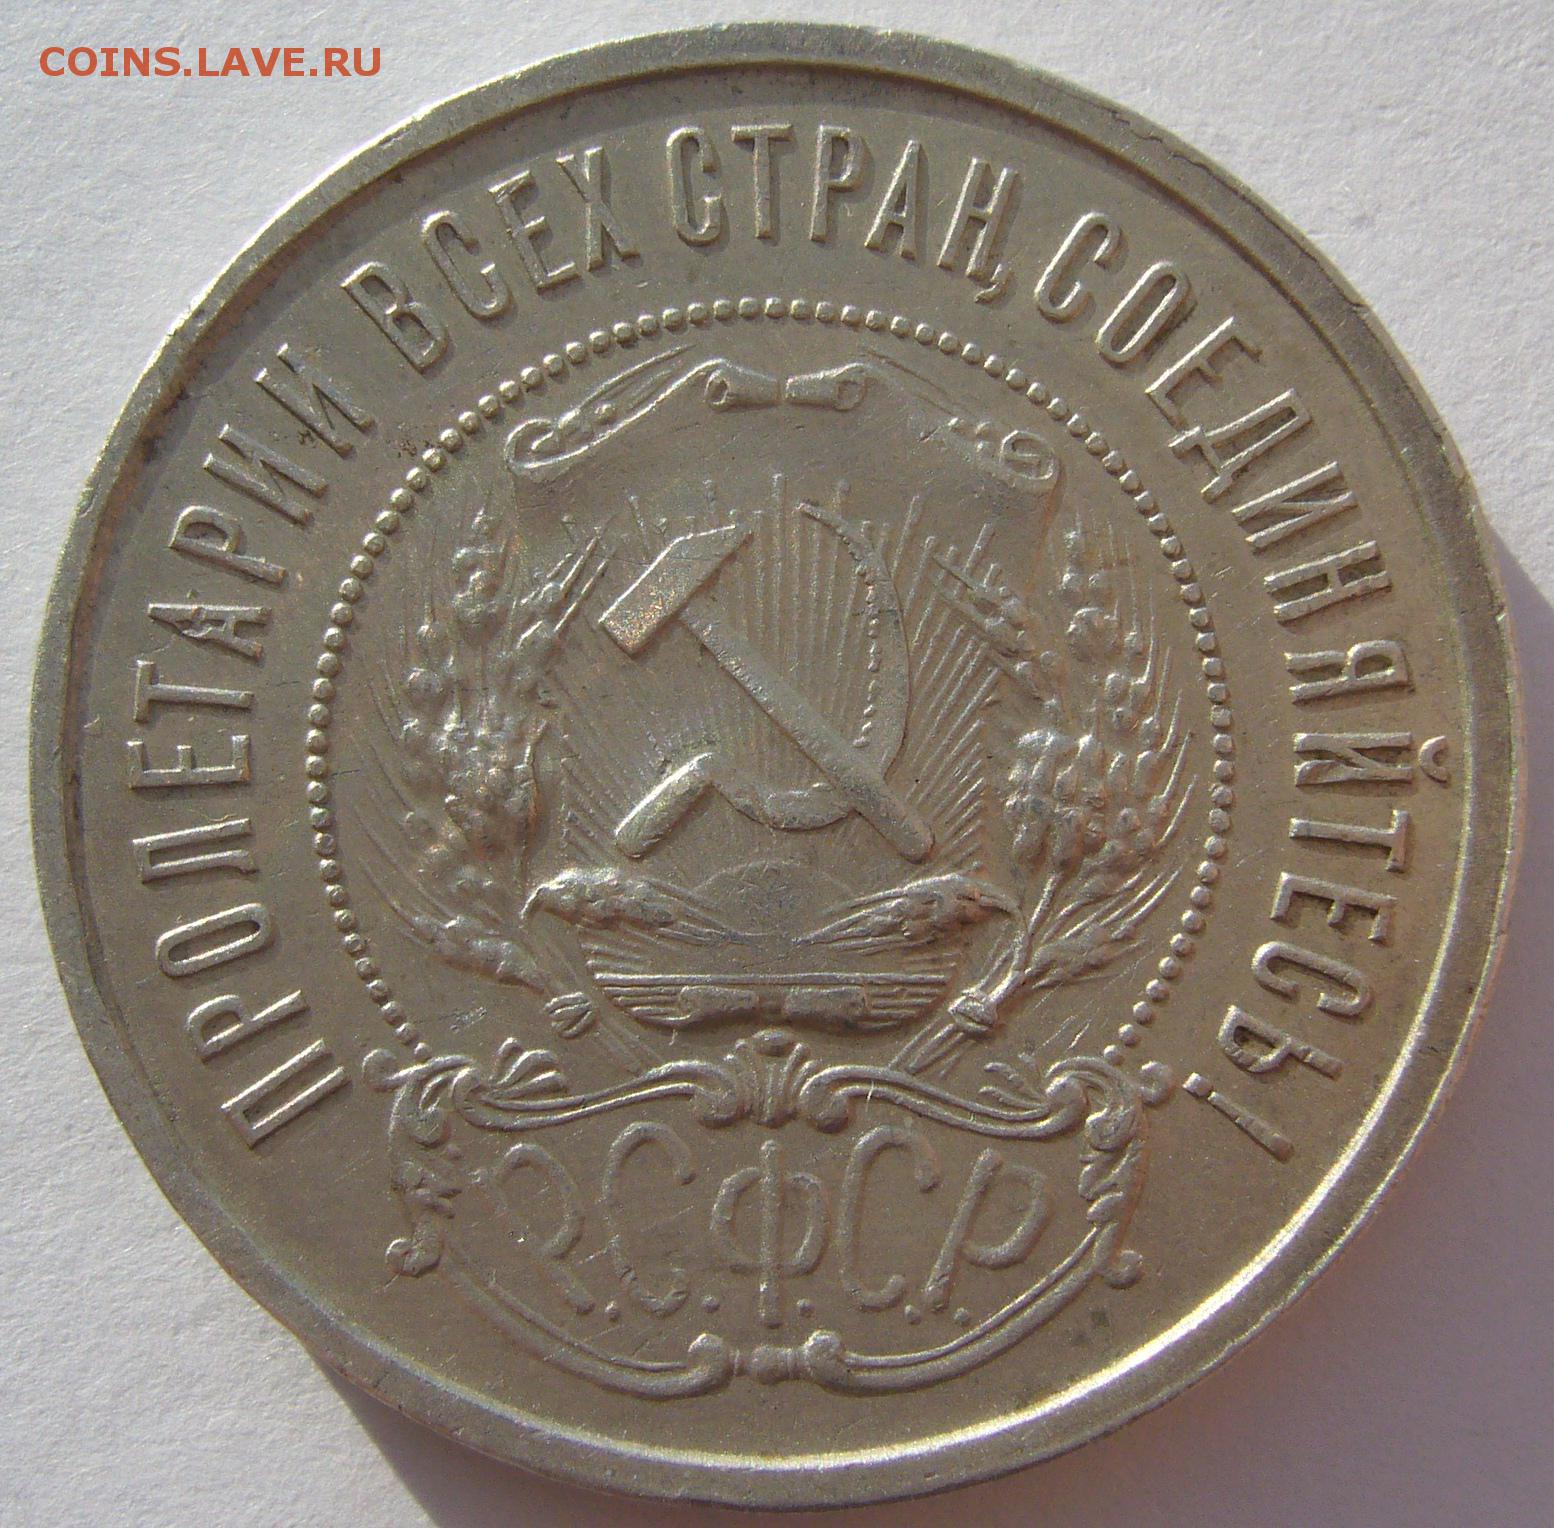 COINS.LAVE.RU
ПРОЛЕТАРИИ ВСЕХ СТРАН, СОЕДИНЯЙТЕСЬ!
Р.С.Ф.С.Р.